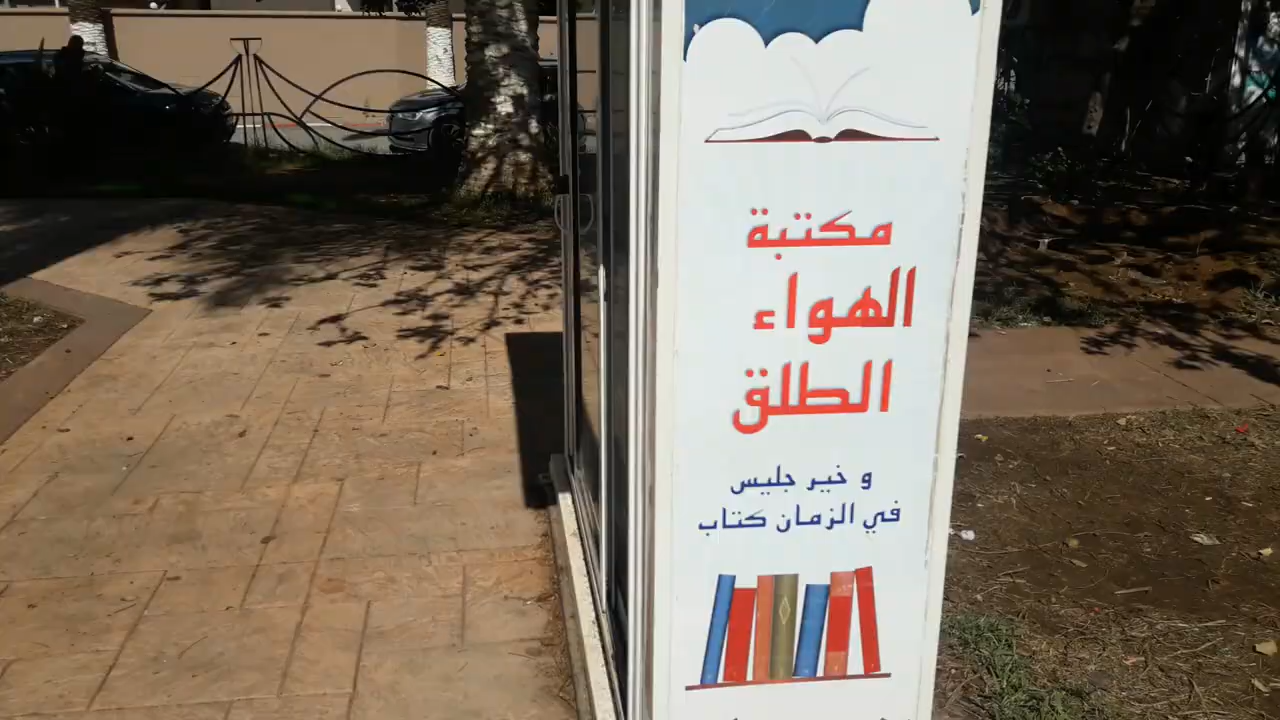 مكتبة
الهواء
الطلق
و خير جليس
في الزمان كتاب